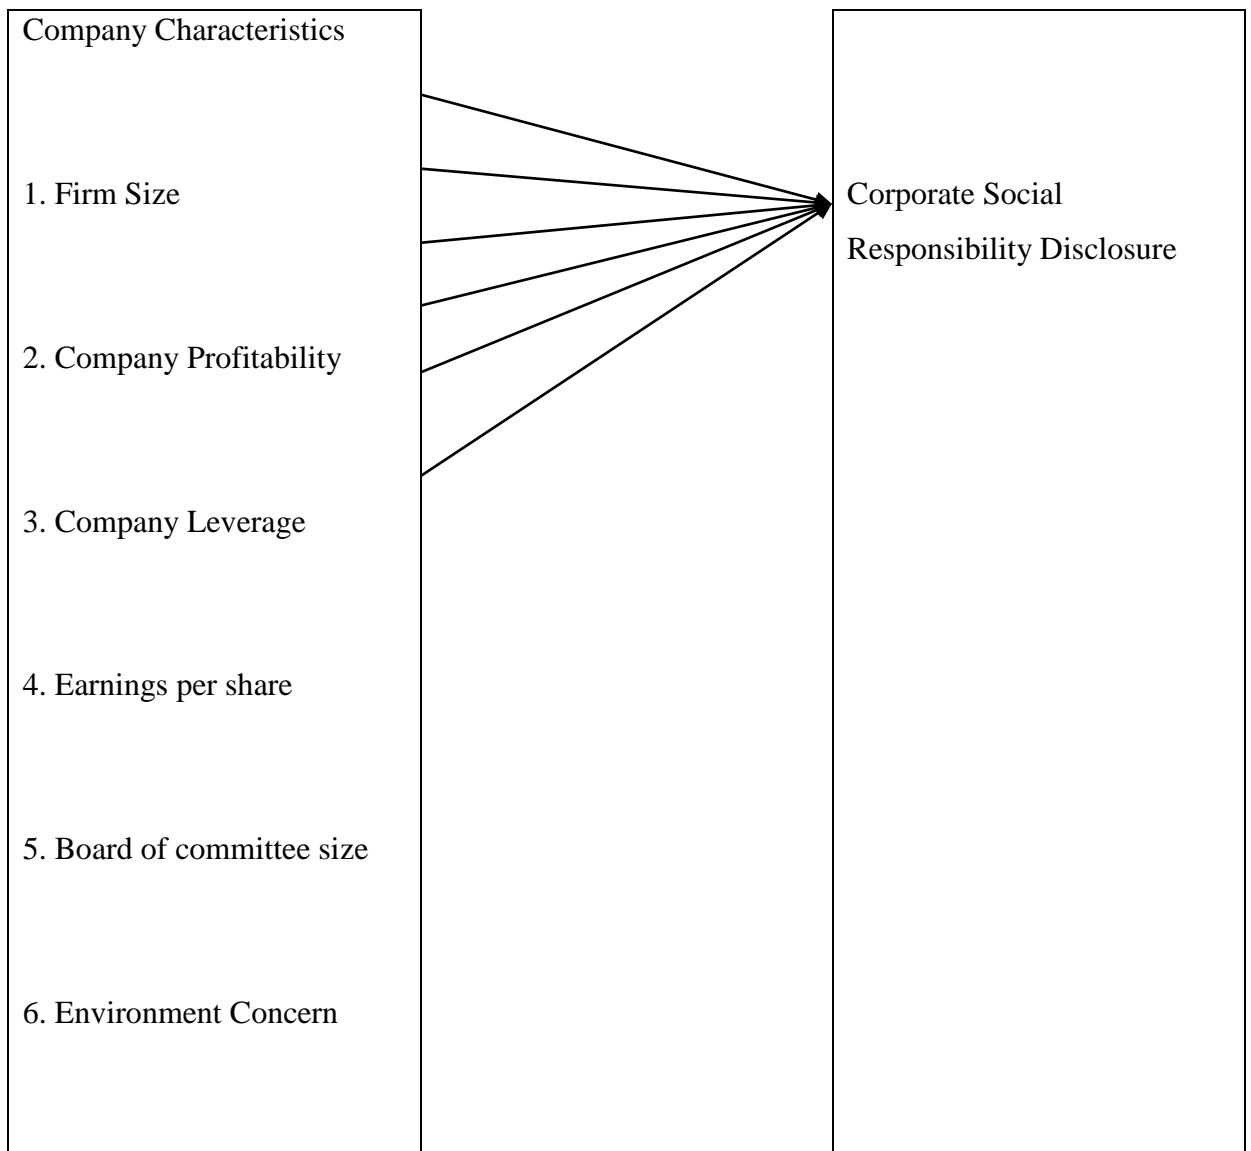 Company Characteristics
1. Firm Size
2. Company Profitability
3. Company Leverage
4. Earnings per share
5. Board of committee size
6. Environment Concern
Corporate Social
Responsibility Disclosure